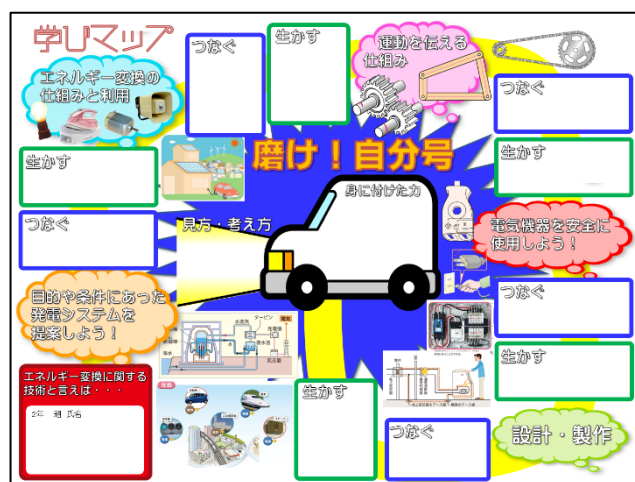 学びマップ
エネルギー変換の
仕組みと利用
つなぐ
生かす
運動を伝える
仕組み
つなぐ
生かす
生かす
つなぐ
磨け！自分号
身に付けた力
見方・考え方
電気機器を安全に
使用しよう！
つなぐ
生かす
目的や条件にあった
発電システムを
提案しよう！
タービン
エネルギー変換に関する
技術と言えば・・・
2年 組 氏名
生かす
つなぐ
設計・製作